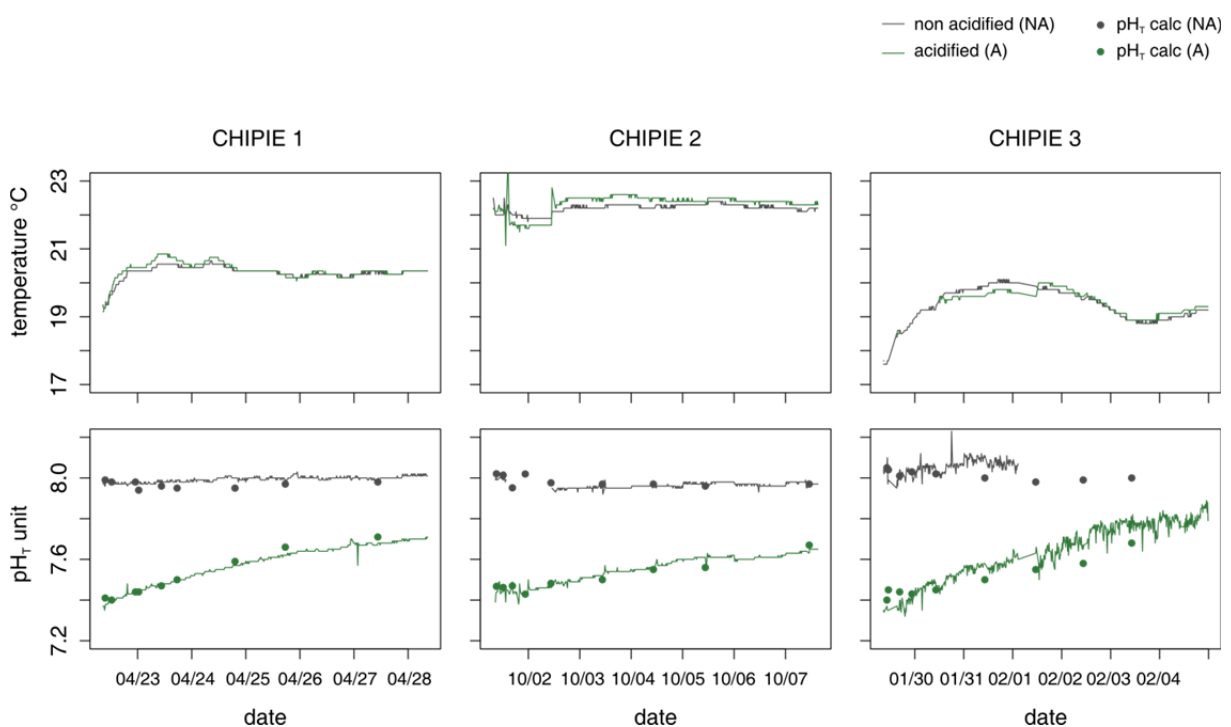 non acidified (NA) pHT calc (NA)
acidified (A) pHT calc (A)
CHIPIE 1 CHIPIE 2 CHIPIE 3
temperature °C
23
21
19
17
pHT unit
8.0
7.6
7.2
04/23 04/24 04/25 04/26 04/27 04/28
10/02 10/03 10/04 10/05 10/06 10/07
01/30 01/31 02/01 02/02 02/03 02/04
date date date